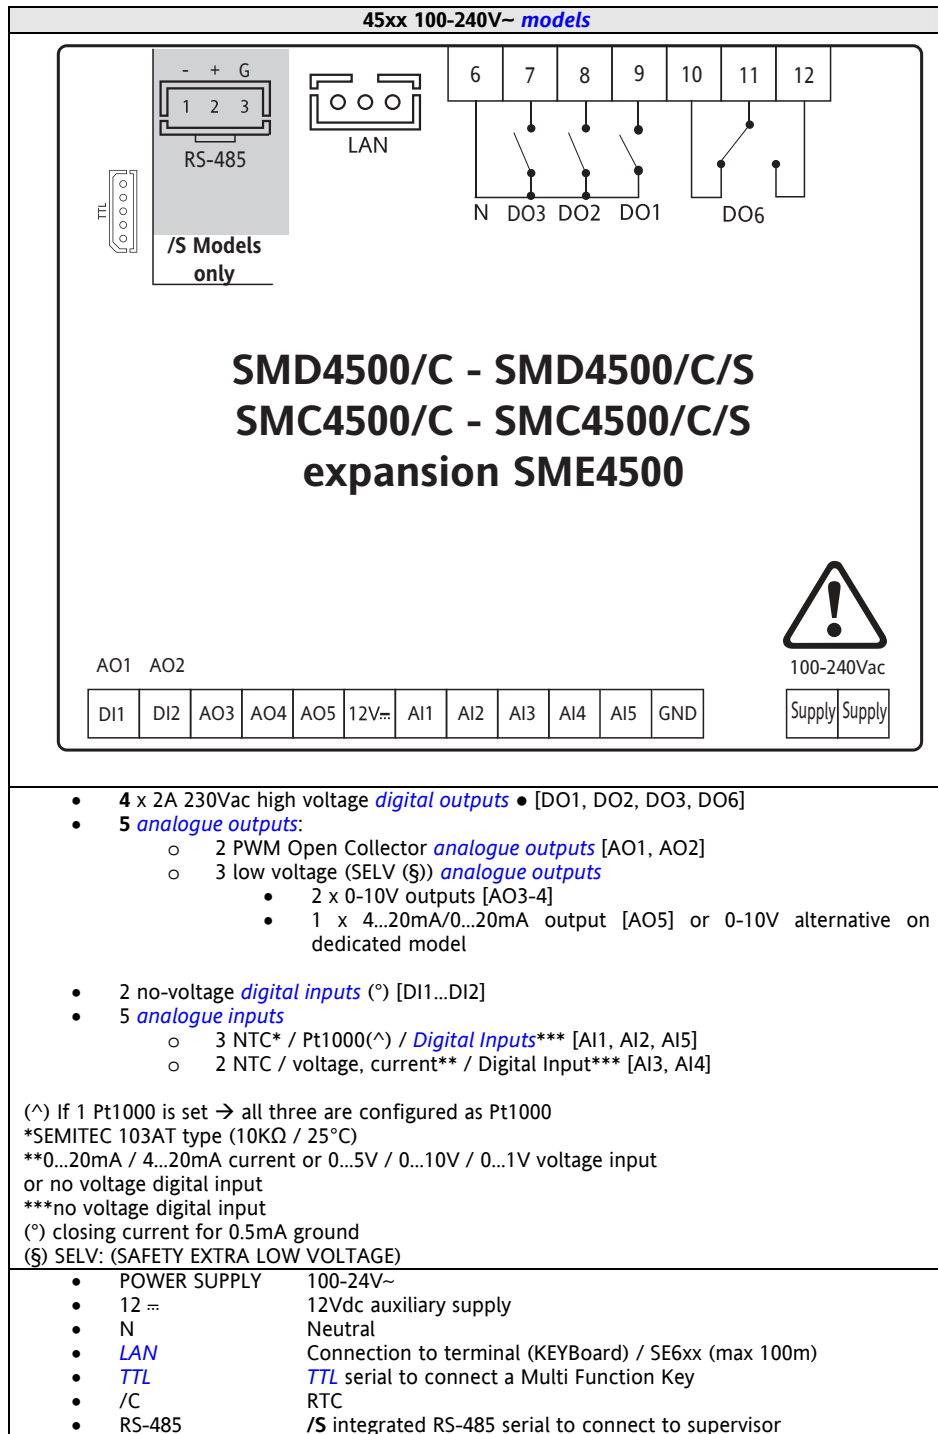 45xx 100-240V~ models
- + G
1 2 3
RS-485
/S Models
only
TTL
LAN
6 7 8 9 10 11 12
N DO3 DO2 DO1 DO6
SMD4500/C - SMD4500/C/S
SMC4500/C - SMC4500/C/S
expansion SME4500
AO1 AO2
DI1 DI2 AO3 AO4 AO5 12V⎓ AI1 AI2 AI3 AI4 AI5 GND
!
100-240Vac
Supply Supply
• 4 x 2A 230Vac high voltage digital outputs ● [DO1, DO2, DO3, DO6]
• 5 analogue outputs:
o 2 PWM Open Collector analogue outputs [AO1, AO2]
o 3 low voltage (SELV (§)) analogue outputs
• 2 x 0-10V outputs [AO3-4]
• 1 x 4...20mA/0...20mA output [AO5] or 0-10V alternative on
dedicated model
• 2 no-voltage digital inputs (°) [DI1...DI2]
• 5 analogue inputs
o 3 NTC* / Pt1000(^) / Digital Inputs*** [AI1, AI2, AI5]
o 2 NTC / voltage, current** / Digital Input*** [AI3, AI4]
(^) If 1 Pt1000 is set → all three are configured as Pt1000
*SEMITEC 103AT type (10KΩ / 25°C)
**0...20mA / 4...20mA current or 0...5V / 0...10V / 0...1V voltage input
or no voltage digital input
***no voltage digital input
(°) closing current for 0.5mA ground
(§) SELV: (SAFETY EXTRA LOW VOLTAGE)
• POWER SUPPLY 100-24V~
• 12 ⎓ 12Vdc auxiliary supply
• N Neutral
• LAN Connection to terminal (KEYBoard) / SE6xx (max 100m)
• TTL TTL serial to connect a Multi Function Key
• /C RTC
• RS-485 /S integrated RS-485 serial to connect to supervisor